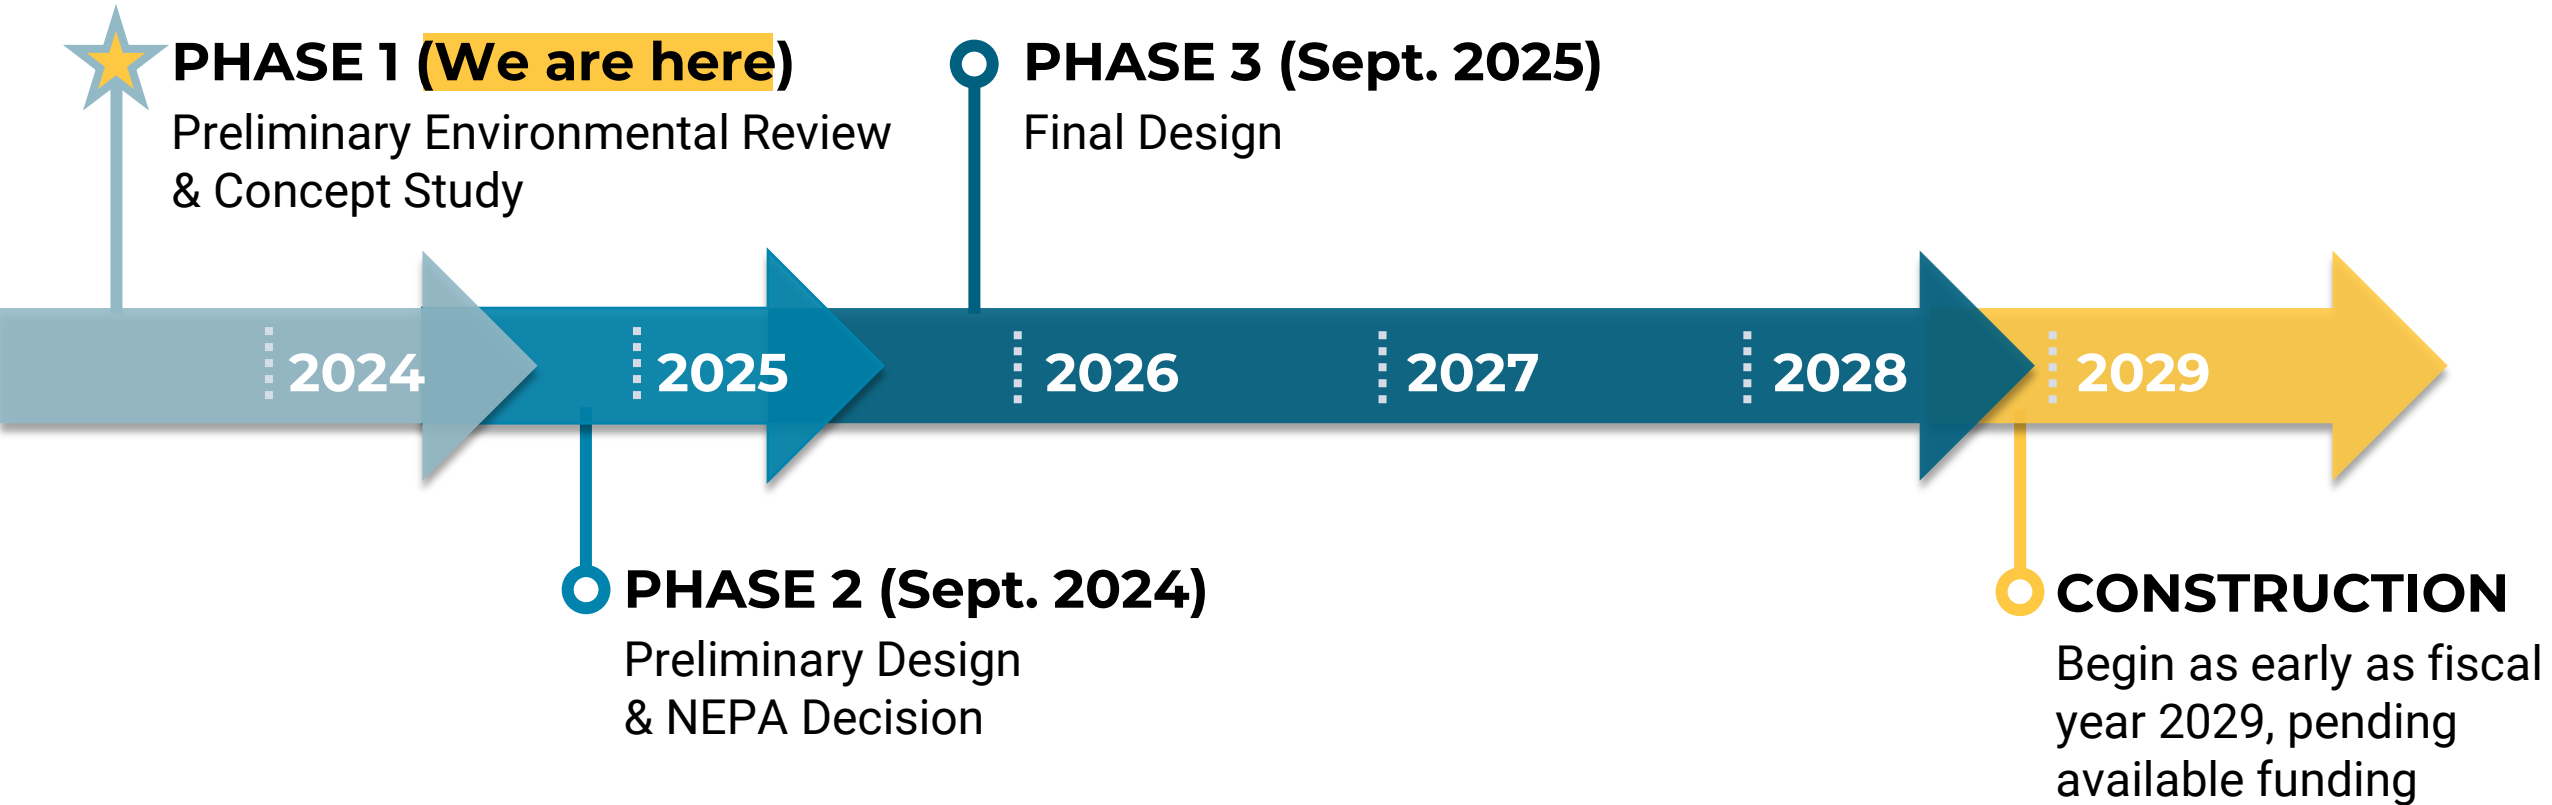 PHASE 1 (We are here)
Preliminary Environmental Review
& Concept Study
PHASE 3 (Sept. 2025)
Final Design
2024
2025
2026
2027
2028
2029
PHASE 2 (Sept. 2024)
Preliminary Design
& NEPA Decision
CONSTRUCTION
Begin as early as fiscal
year 2029, pending
available funding